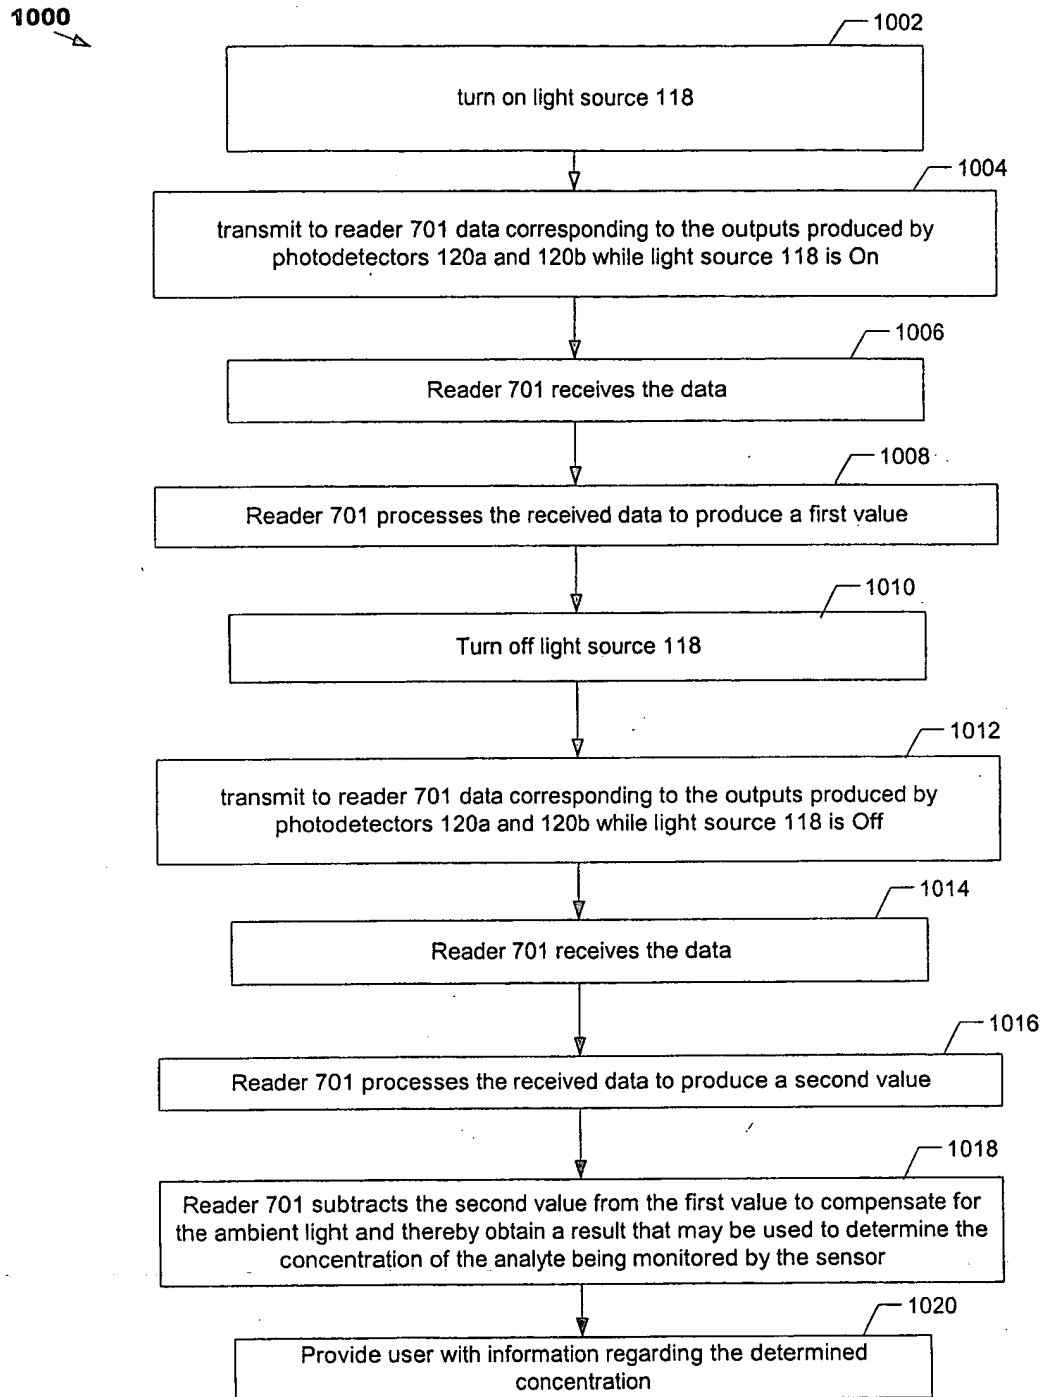 1000
1002
turn on light source 118
1004
transmit to reader 701 data corresponding to the outputs produced by
photodetectors 120a and 120b while light source 118 is On
1006
Reader 701 receives the data
1008
Reader 701 processes the received data to produce a first value
1010
Turn off light source 118
1012
transmit to reader 701 data corresponding to the outputs produced by
photodetectors 120a and 120b while light source 118 is Off
1014
Reader 701 receives the data
1016
Reader 701 processes the received data to produce a second value
1018
Reader 701 subtracts the second value from the first value to compensate for
the ambient light and thereby obtain a result that may be used to determine the
concentration of the analyte being monitored by the sensor
1020
Provide user with information regarding the determined
concentration